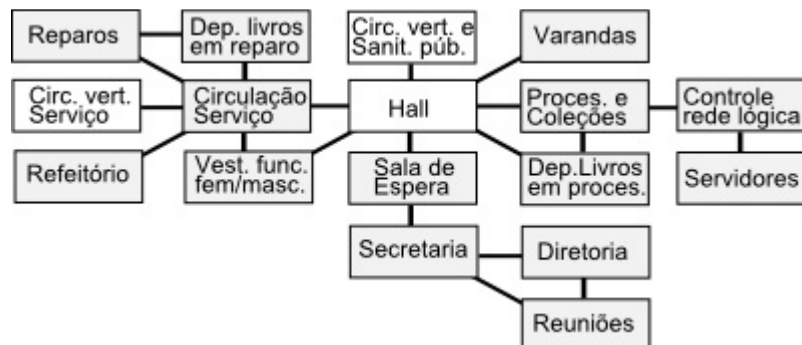 Reparos
Dep. livros
em reparo
Circ. vert. e
Sanit. púb.
Varandas
Circ. vert.
Serviço
Circulação
Serviço
Hall
Proces. e
Coleções
Controle
rede lógica
Refeitório
Vest. func.
fem/masc.
Sala de
Espera
Dep.Livros
em proces.
Servidores
Secretaria
Diretoria
Reuniões